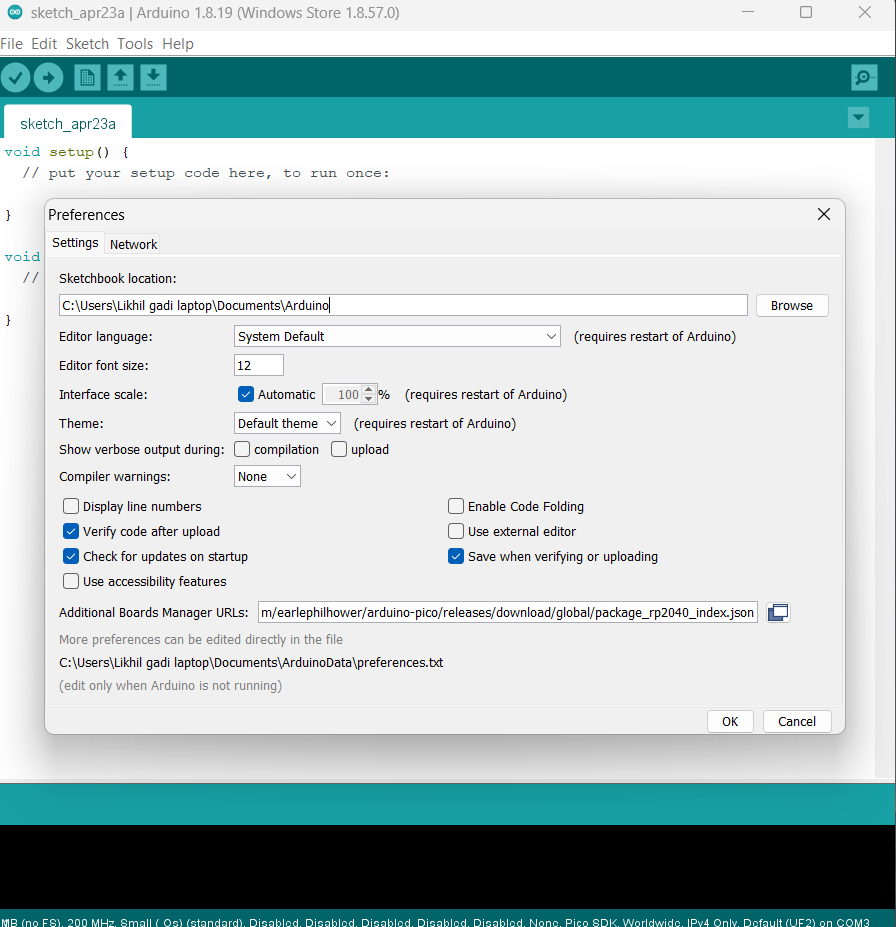 sketch_apr23a | Arduino 1.8.19 (Windows Store 1.8.57.0)
File Edit Sketch Tools Help
sketch_apr23a
void setup() {
// put your setup code here, to run once:
}
void
//
}
Preferences
Settings Network
Sketchbook location:
C:\Users\Likhil gadi laptop\Documents\Arduino
Browse
Editor language: System Default (requires restart of Arduino)
Editor font size: 12
Interface scale: Automatic 100 % (requires restart of Arduino)
Theme: Default theme (requires restart of Arduino)
Show verbose output during: compilation upload
Compiler warnings: None
Display line numbers Enable Code Folding
Verify code after upload Use external editor
Check for updates on startup Save when verifying or uploading
Use accessibility features
Additional Boards Manager URLs: m/earlephilhower/arduino-pico/releases/download/global/package_rp2040_index.json
More preferences can be edited directly in the file
C:\Users\Likhil gadi laptop\Documents\ArduinoData\preferences.txt
(edit only when Arduino is not running)
OK Cancel
MB (no FS), 200 MHz, Small (-Os) (standard), Disabled, Disabled, Disabled, Disabled, Disabled, None, Pico SDK, Worldwide, IPv4 Only, Default (UF2) on COM3